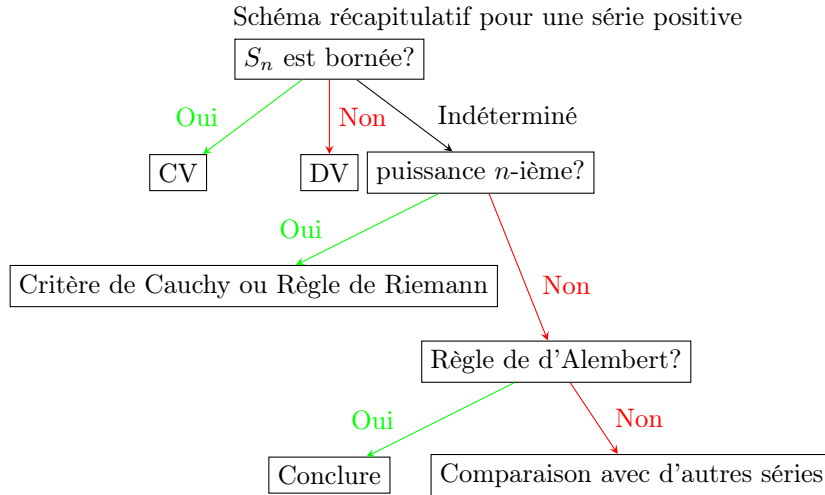 Schéma récapitulatif pour une série positive
$S_n$ est bornée?
Oui
Non
Indéterminé
CV
DV
puissance $n$-ième?
Oui
Critère de Cauchy ou Règle de Riemann
Non
Règle de d'Alembert?
Oui
Non
Conclure
Comparaison avec d'autres séries